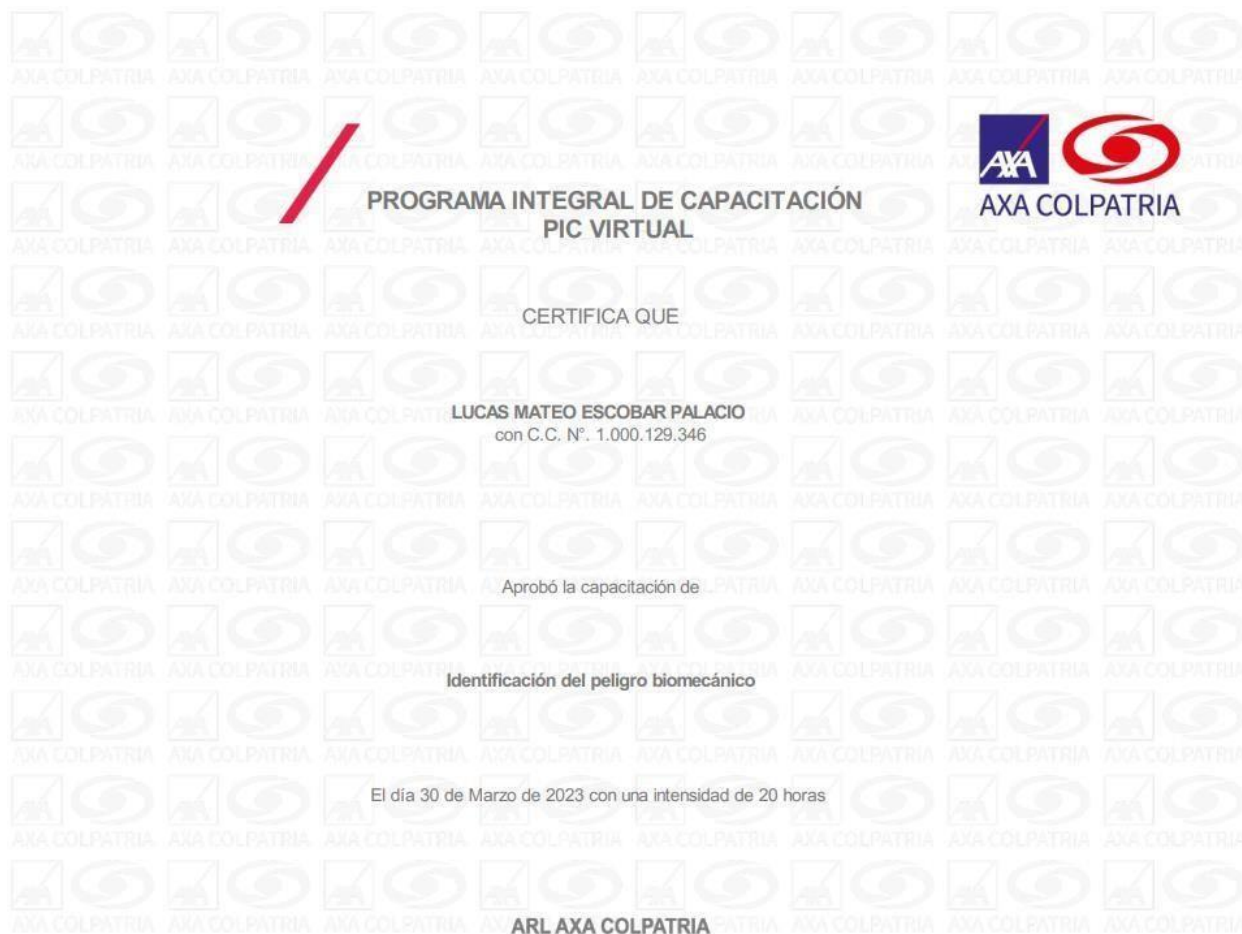 AXA
AXA COLPATRIA
PROGRAMA INTEGRAL DE CAPACITACIÓN
PIC VIRTUAL
CERTIFICA QUE
LUCAS MATEO ESCOBAR PALACIO
con C.C. N°. 1.000.129.346
Aprobó la capacitación de
Identificación del peligro biomecánico
El día 30 de Marzo de 2023 con una intensidad de 20 horas
ARL AXA COLPATRIA